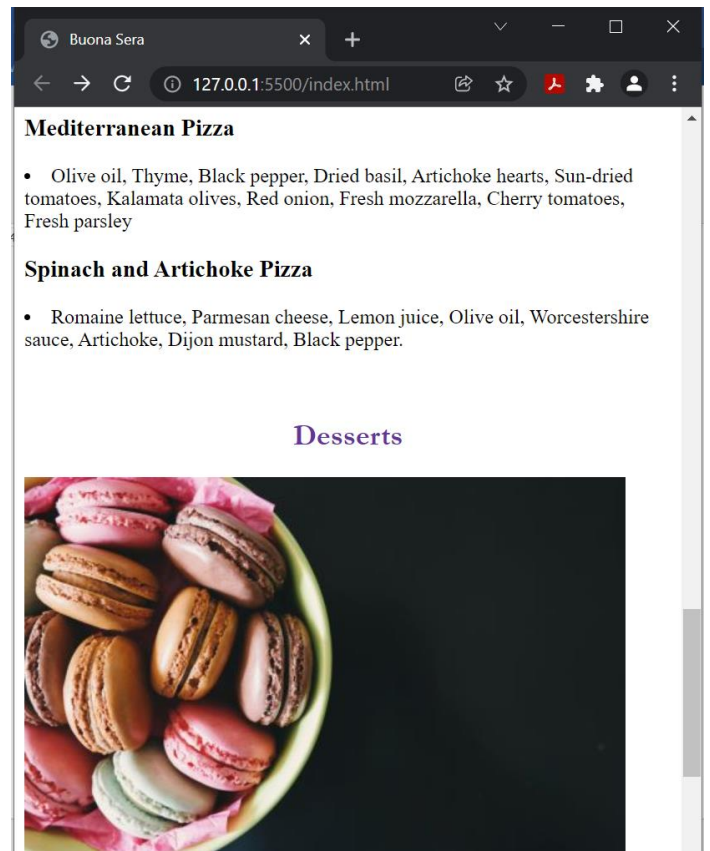 Buona Sera
127.0.0.1:5500/index.html
Mediterranean Pizza
• Olive oil, Thyme, Black pepper, Dried basil, Artichoke hearts, Sun-dried
tomatoes, Kalamata olives, Red onion, Fresh mozzarella, Cherry tomatoes,
Fresh parsley
Spinach and Artichoke Pizza
• Romaine lettuce, Parmesan cheese, Lemon juice, Olive oil, Worcestershire
sauce, Artichoke, Dijon mustard, Black pepper.
Desserts